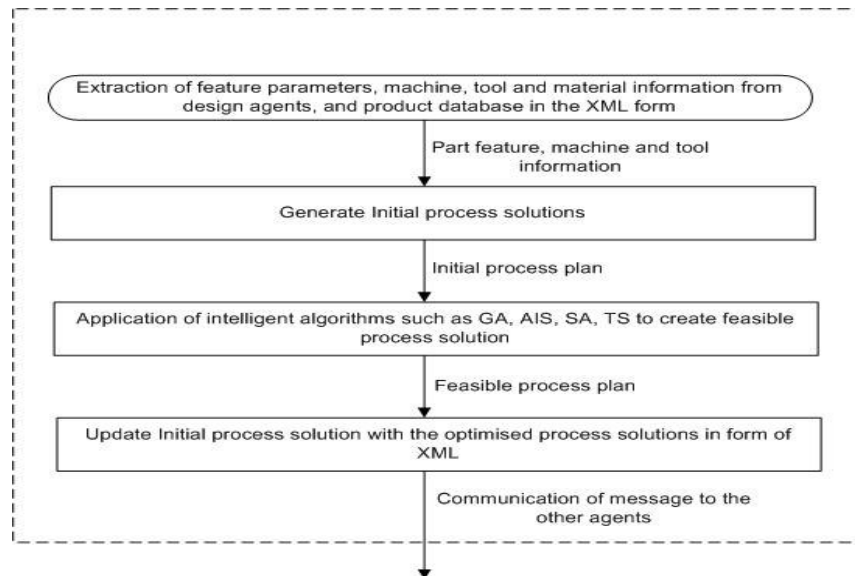 Extraction of feature parameters, machine, tool and material information from
design agents, and product database in the XML form
Part feature, machine and tool
information
Generate Initial process solutions
Initial process plan
Application of intelligent algorithms such as GA, AIS, SA, TS to create feasible
process solution
Feasible process plan
Update Initial process solution with the optimised process solutions in form of
XML
Communication of message to the
other agents